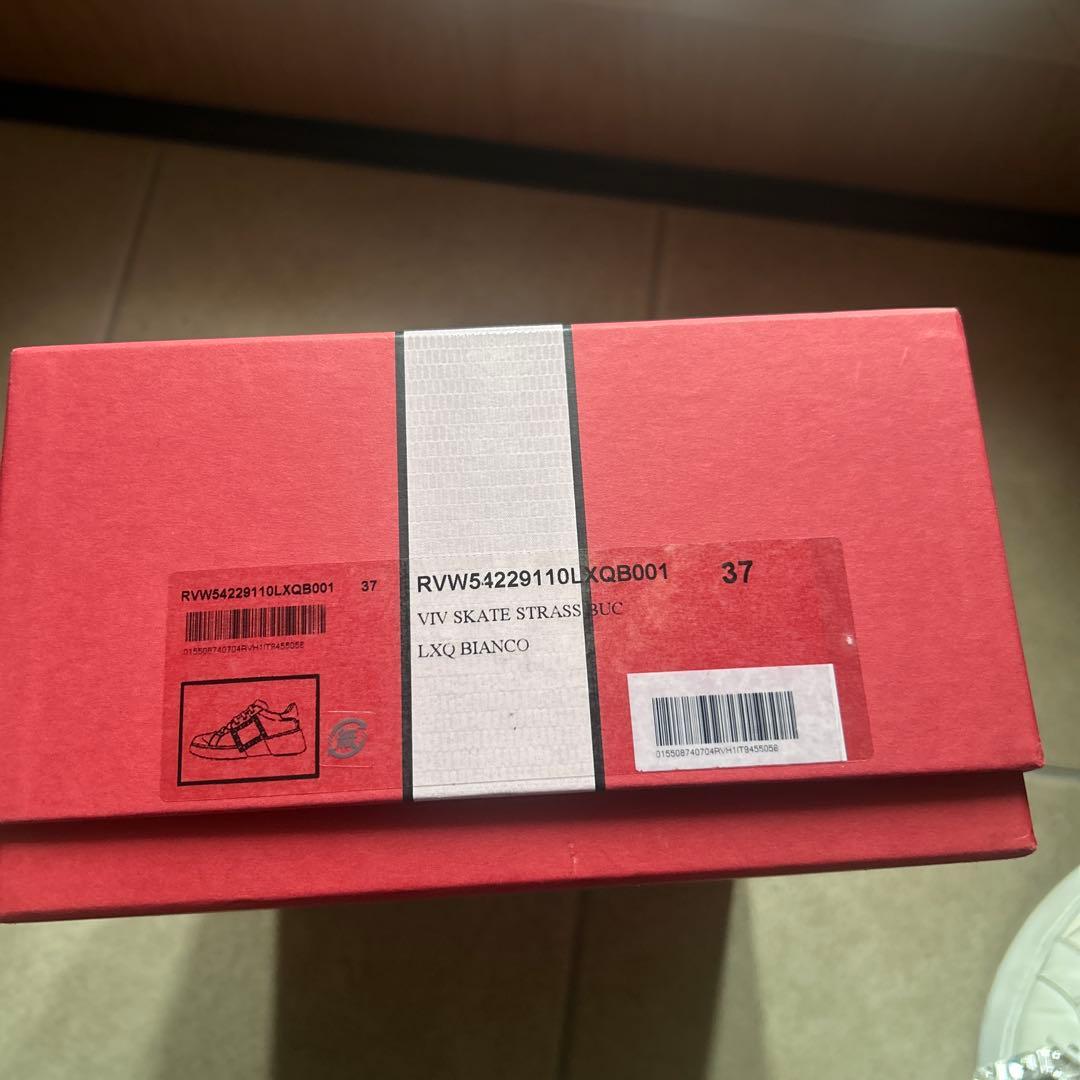 RVW54229110LXQB001 37
015508740704RVH1IT9455056
RVW54229110LXQB001 37
VIV SKATE STRASS BUC
LXQ BIANCO
015508740704RVH1IT9455056